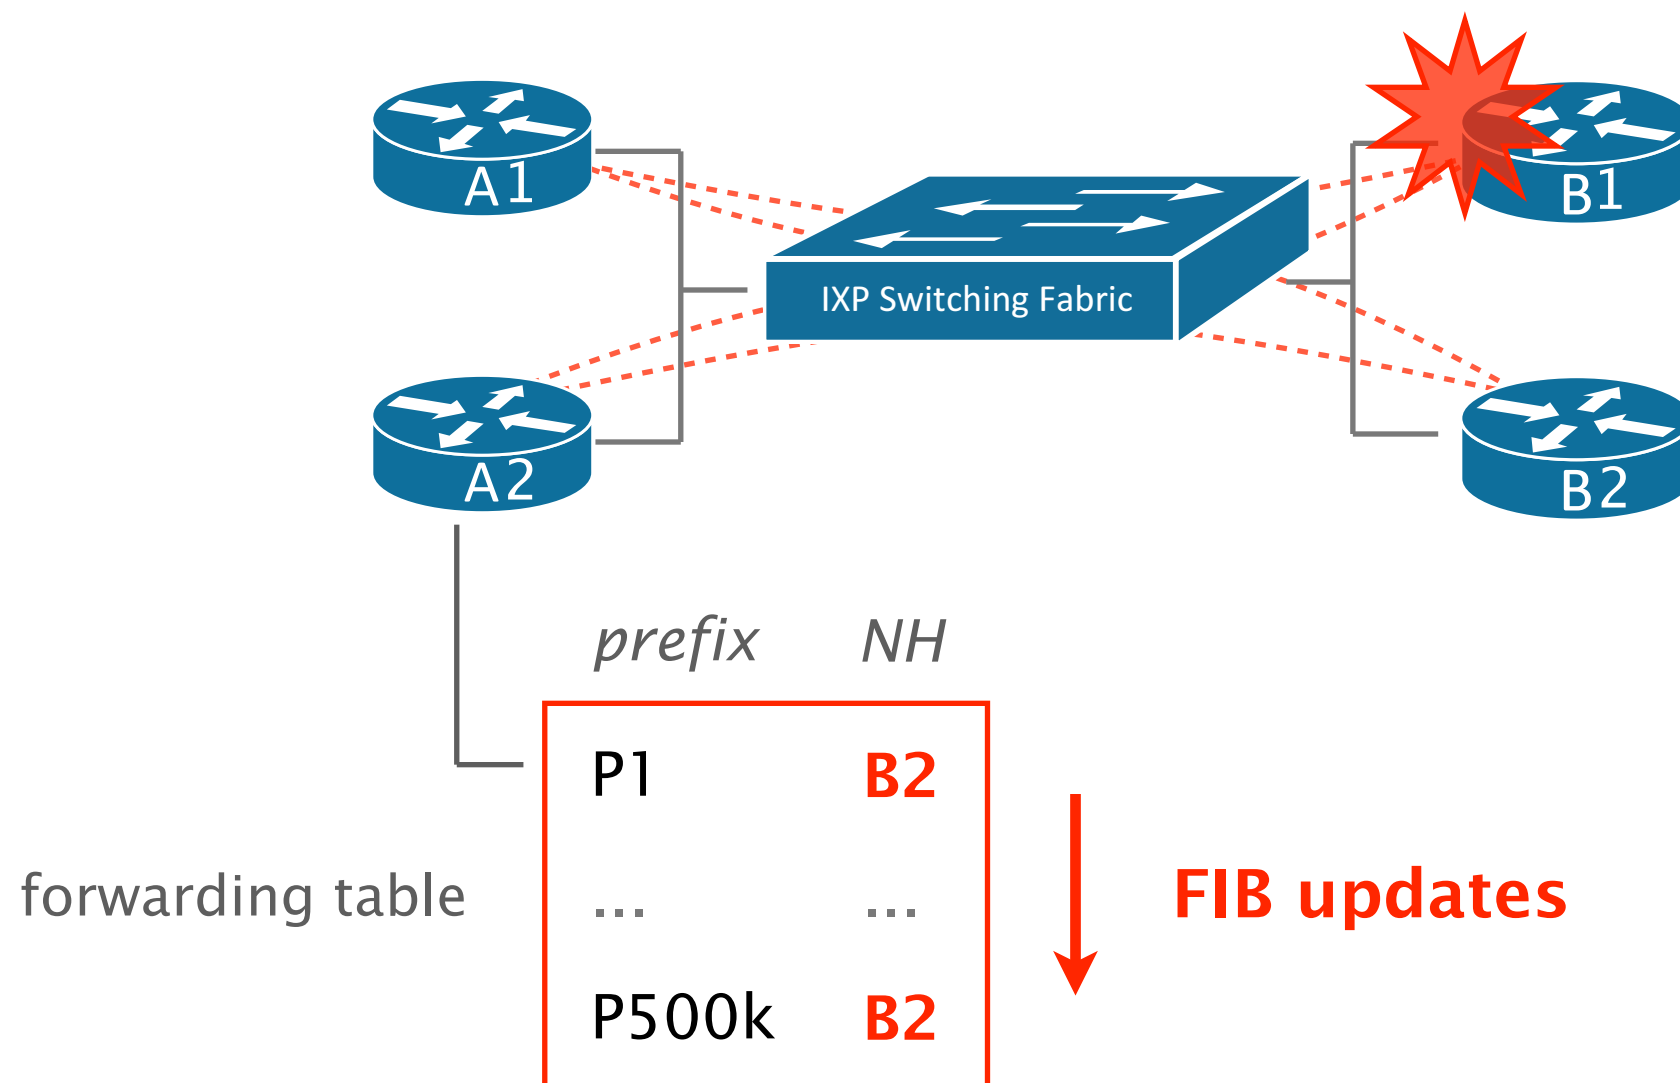 A1
B1
IXP Switching Fabric
A2
B2
prefix NH
P1 B2
forwarding table ... ... FIB updates
P500k B2